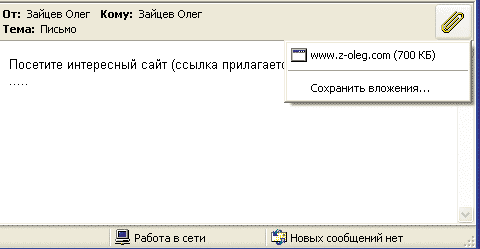 От: Зайцев Олег Кому: Зайцев Олег
Тема: Письмо
www.z-oleg.com (700 КБ)
Посетите интересный сайт (ссылка прилагаетс
.....
Сохранить вложения...
Работа в сети
Новых сообщений нет